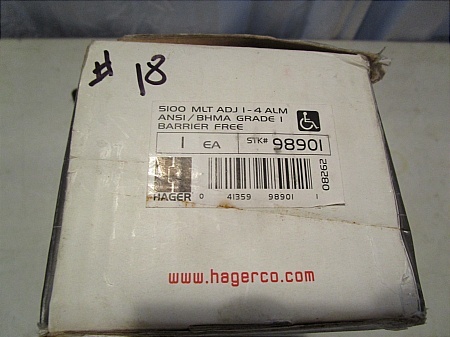 # 18
5100 MLT ADJ 1-4 ALM
ANSI/BHMA GRADE 1
BARRIER FREE
1 EA STK# 98901
08262
HAGER 0 41359 98901 1
www.hagerco.com